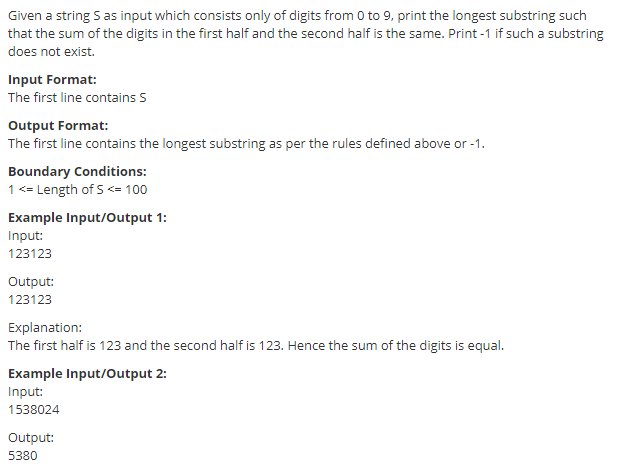 Given a string S as input which consists only of digits from 0 to 9, print the longest substring such
that the sum of the digits in the first half and the second half is the same. Print -1 if such a substring
does not exist.
Input Format:
The first line contains S
Output Format:
The first line contains the longest substring as per the rules defined above or -1.
Boundary Conditions:
1 <= Length of S <= 100
Example Input/Output 1:
Input:
123123
Output:
123123
Explanation:
The first half is 123 and the second half is 123. Hence the sum of the digits is equal.
Example Input/Output 2:
Input:
1538024
Output:
5380